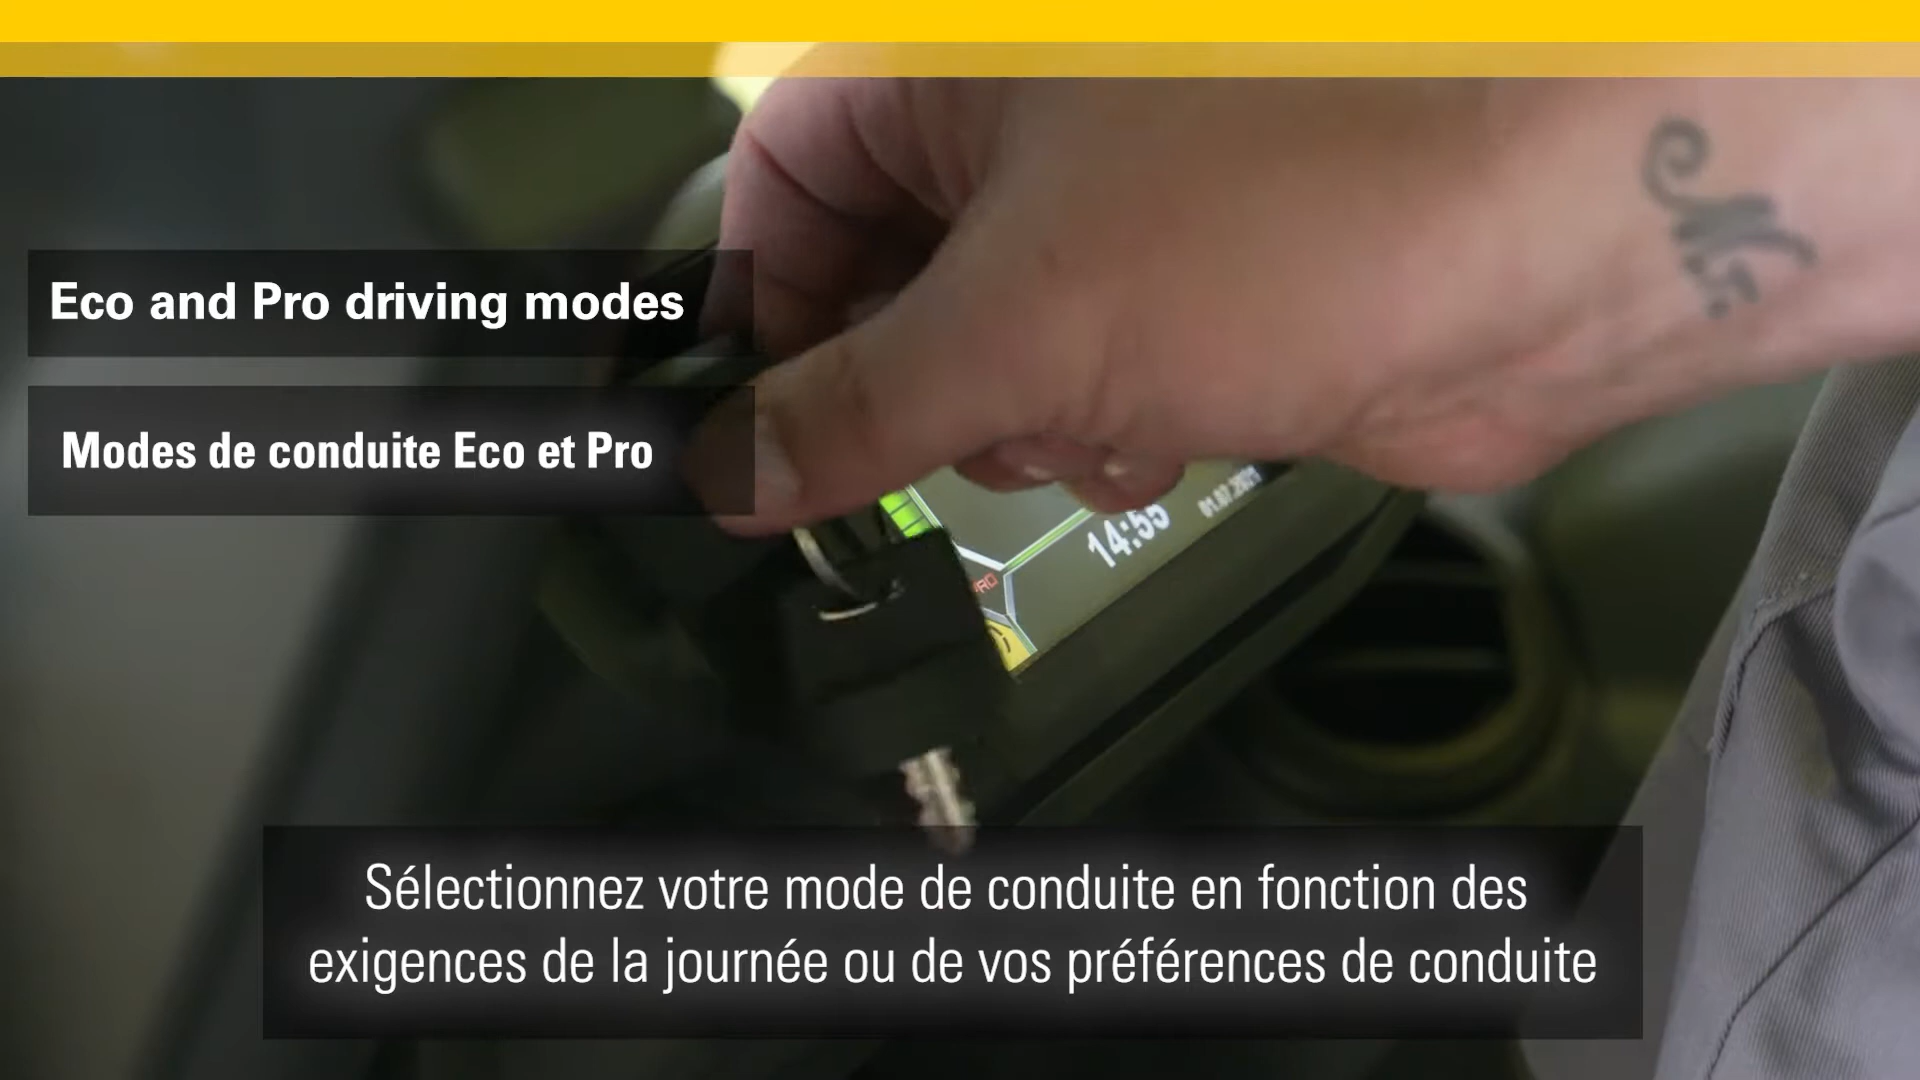 Eco and Pro driving modes
Modes de conduite Eco et Pro
14:55
Sélectionnez votre mode de conduite en fonction des
exigences de la journée ou de vos préférences de conduite